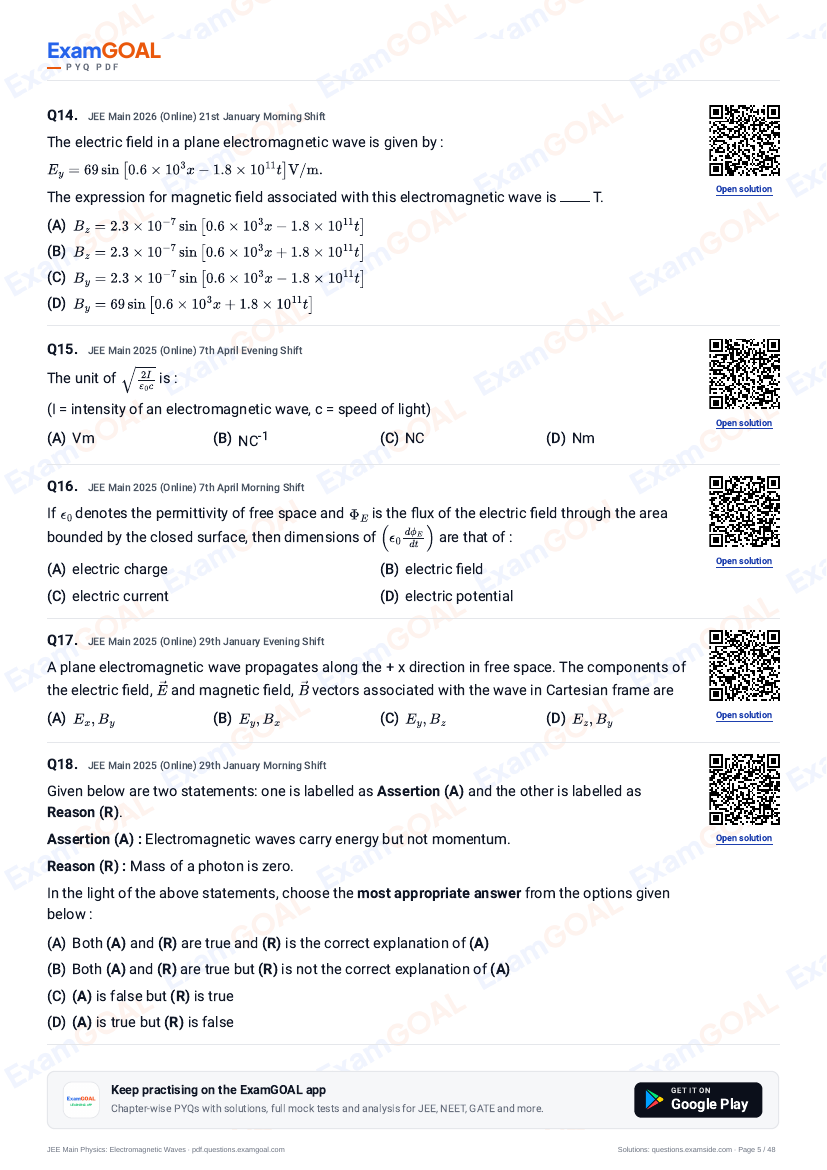 ExamGOAL
PYQ PDF
Q14. JEE Main 2026 (Online) 21st January Morning Shift
The electric field in a plane electromagnetic wave is given by :
E_y = 69 sin [0.6 × 10^3 x − 1.8 × 10^11 t] V/m.
The expression for magnetic field associated with this electromagnetic wave is ____ T.
(A) B_z = 2.3 × 10^−7 sin [0.6 × 10^3 x − 1.8 × 10^11 t]
(B) B_z = 2.3 × 10^−7 sin [0.6 × 10^3 x + 1.8 × 10^11 t]
(C) B_y = 2.3 × 10^−7 sin [0.6 × 10^3 x − 1.8 × 10^11 t]
(D) B_y = 69 sin [0.6 × 10^3 x + 1.8 × 10^11 t]
Open solution
Q15. JEE Main 2025 (Online) 7th April Evening Shift
The unit of √(2I/ε₀c) is :
(I = intensity of an electromagnetic wave, c = speed of light)
(A) Vm (B) NC^-1 (C) NC (D) Nm
Open solution
Q16. JEE Main 2025 (Online) 7th April Morning Shift
If ϵ₀ denotes the permittivity of free space and Φ_E is the flux of the electric field through the area
bounded by the closed surface, then dimensions of (ϵ₀ dϕ_E/dt) are that of :
(A) electric charge (B) electric field
(C) electric current (D) electric potential
Open solution
Q17. JEE Main 2025 (Online) 29th January Evening Shift
A plane electromagnetic wave propagates along the + x direction in free space. The components of
the electric field, E⃗ and magnetic field, B⃗ vectors associated with the wave in Cartesian frame are
(A) E_x, B_y (B) E_y, B_x (C) E_y, B_z (D) E_z, B_y
Open solution
Q18. JEE Main 2025 (Online) 29th January Morning Shift
Given below are two statements: one is labelled as Assertion (A) and the other is labelled as
Reason (R).
Assertion (A) : Electromagnetic waves carry energy but not momentum.
Reason (R) : Mass of a photon is zero.
In the light of the above statements, choose the most appropriate answer from the options given
below :
(A) Both (A) and (R) are true and (R) is the correct explanation of (A)
(B) Both (A) and (R) are true but (R) is not the correct explanation of (A)
(C) (A) is false but (R) is true
(D) (A) is true but (R) is false
Open solution
ExamGOAL
Keep practising on the ExamGOAL app
Chapter-wise PYQs with solutions, full mock tests and analysis for JEE, NEET, GATE and more.
GET IT ON
Google Play
JEE Main Physics: Electromagnetic Waves · pdf.questions.examgoal.com
Solutions: questions.examside.com · Page 5 / 48